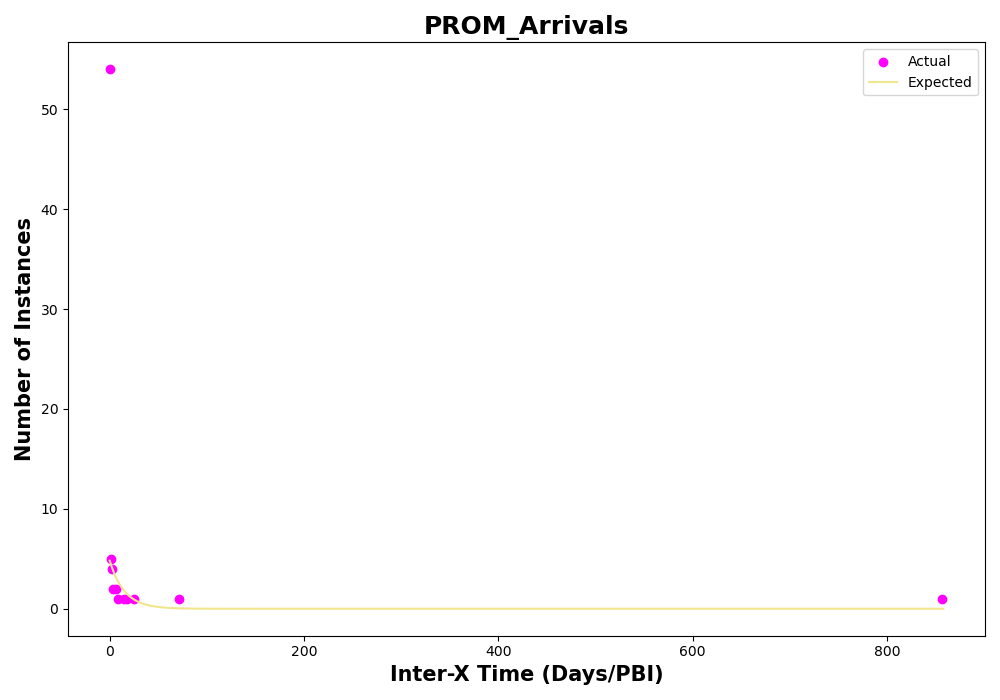 PROM_Arrivals
Actual
Expected
50
40
30
20
10
0
Number of Instances
0 200 400 600 800
Inter-X Time (Days/PBI)